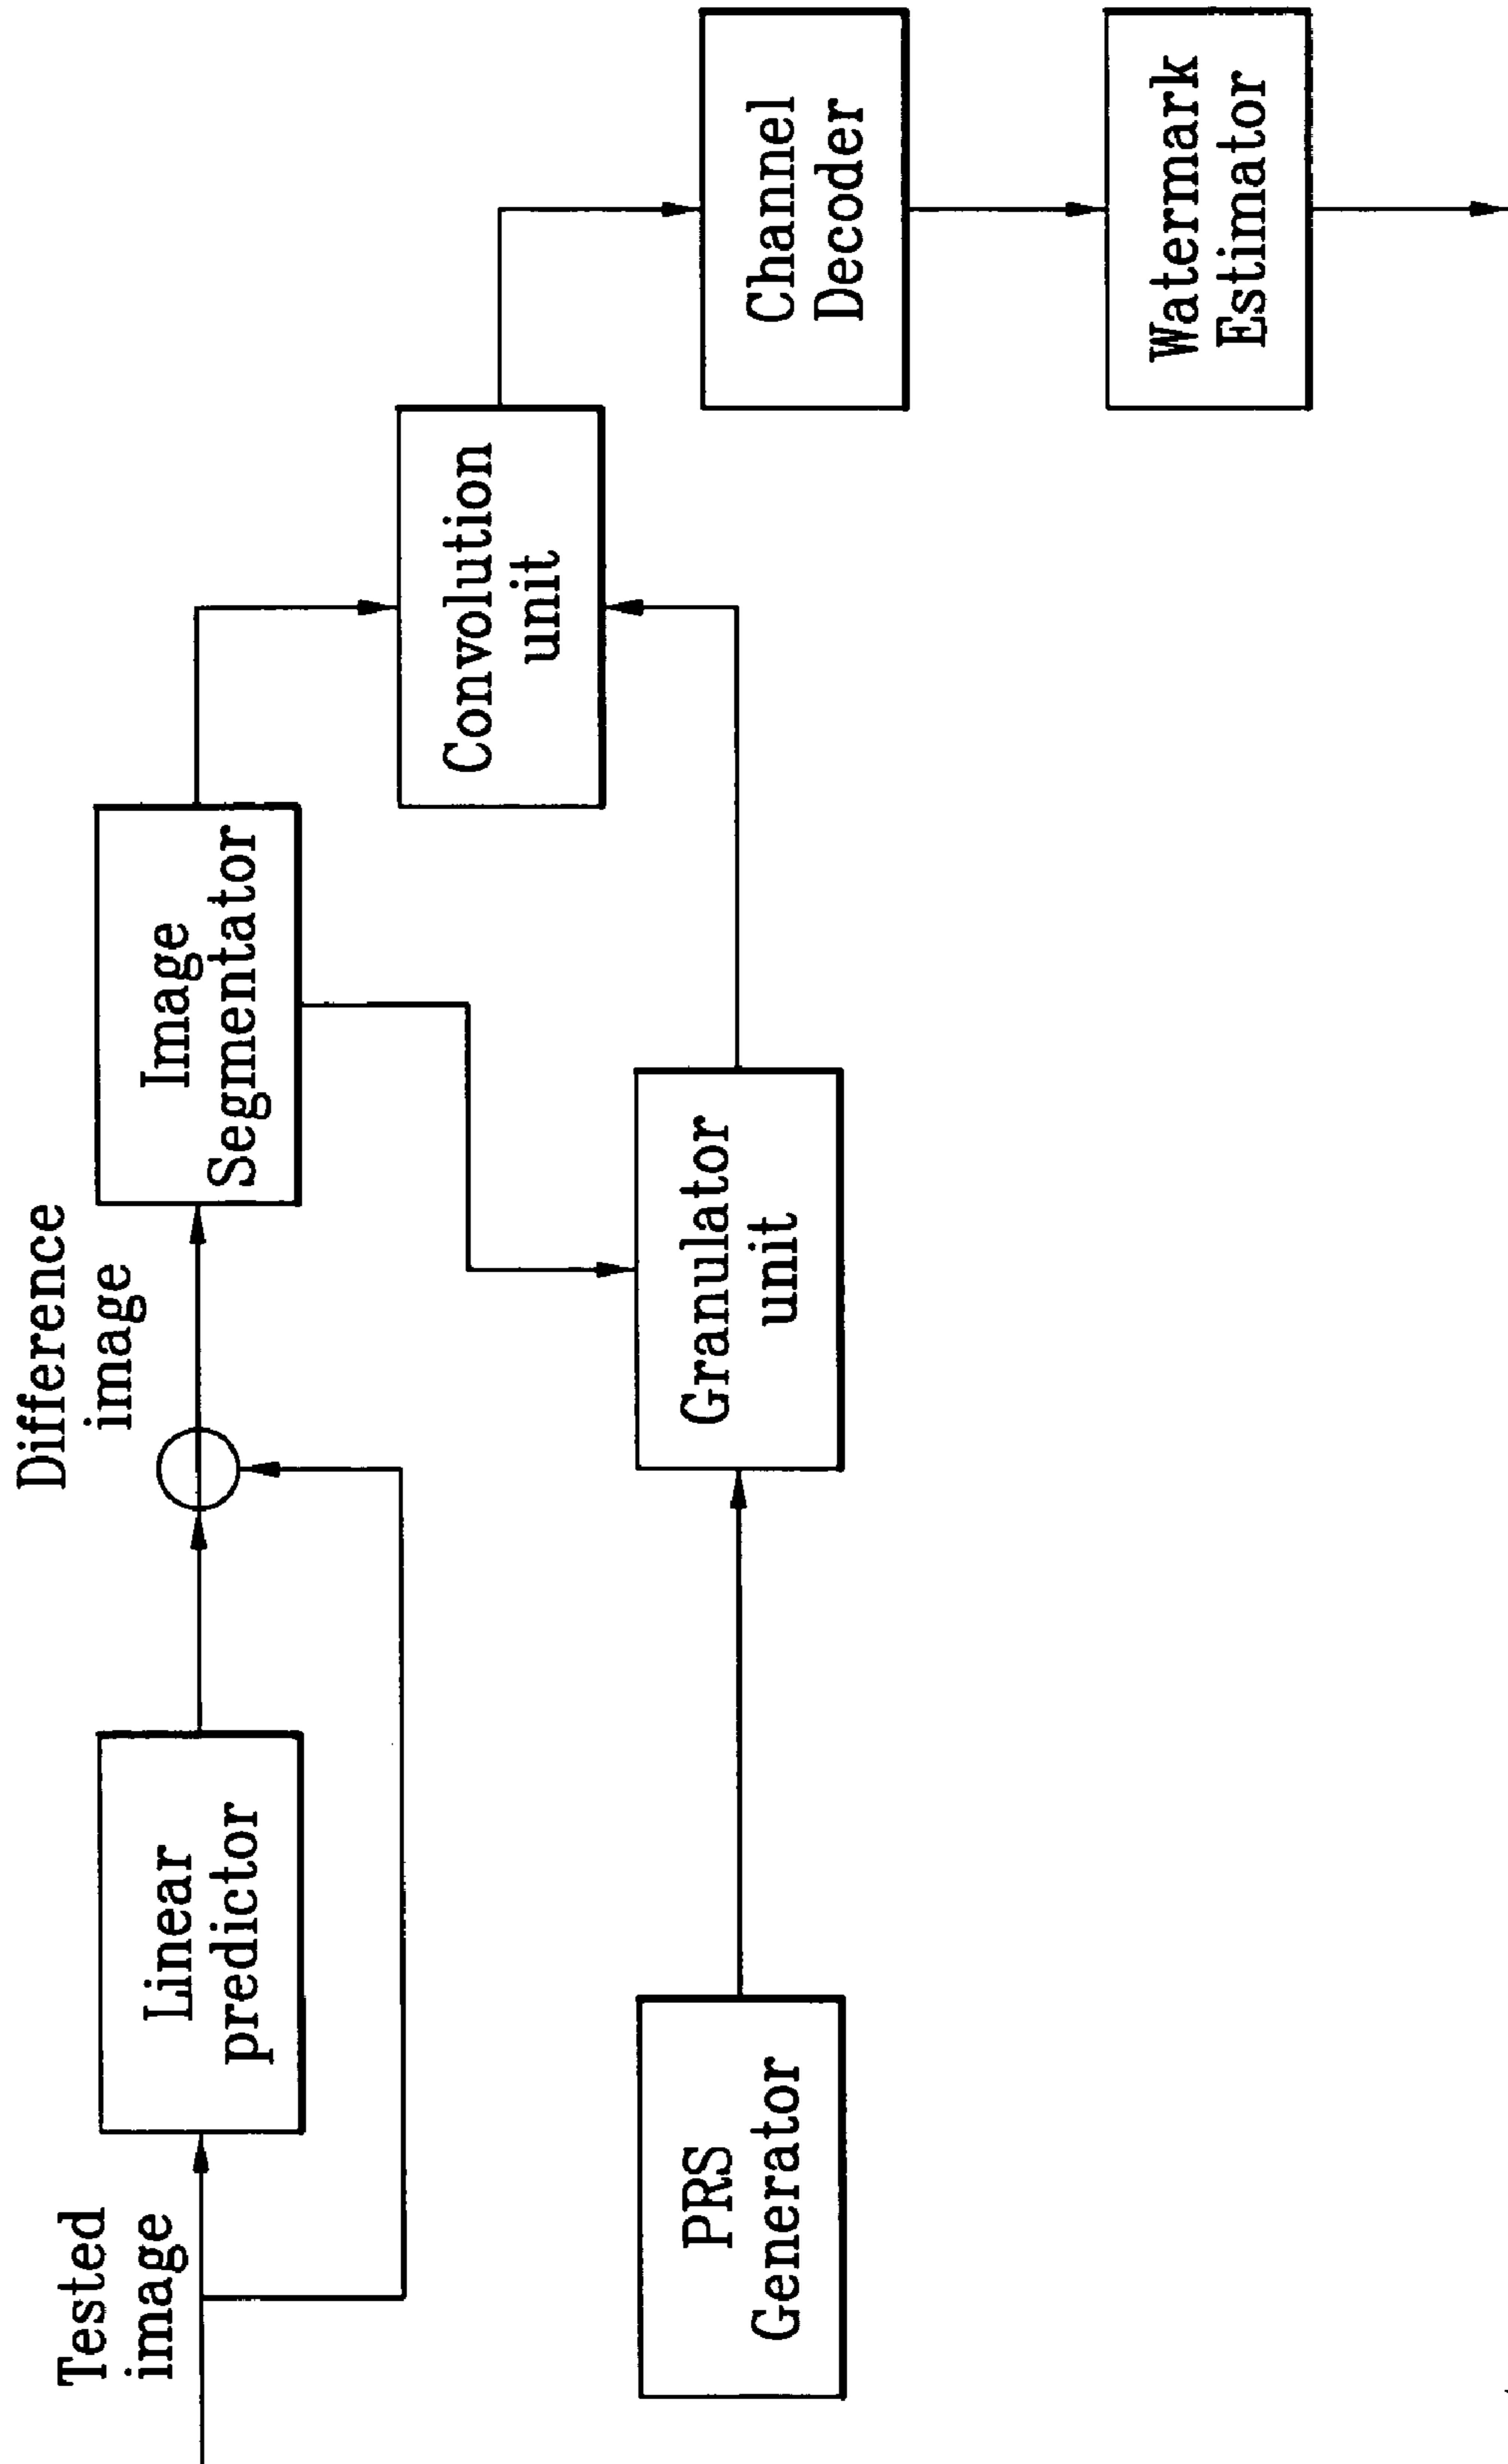 Tested
image
Linear
predictor
Difference
image
Image
Segmentator
Convolution
unit
PRS
Generator
Granulator
unit
Channel
Decoder
Watermark
Estimator